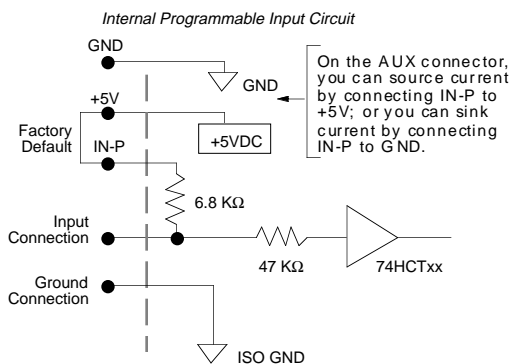 Internal Programmable Input Circuit
GND
GND
On the AUX connector,
you can source current
by connecting IN-P to
+5V; or you can sink
current by connecting
IN-P to GND.
+5V
Factory
Default
+5VDC
IN-P
6.8 KΩ
Input
Connection
47 KΩ
74HCTxx
Ground
Connection
ISO GND